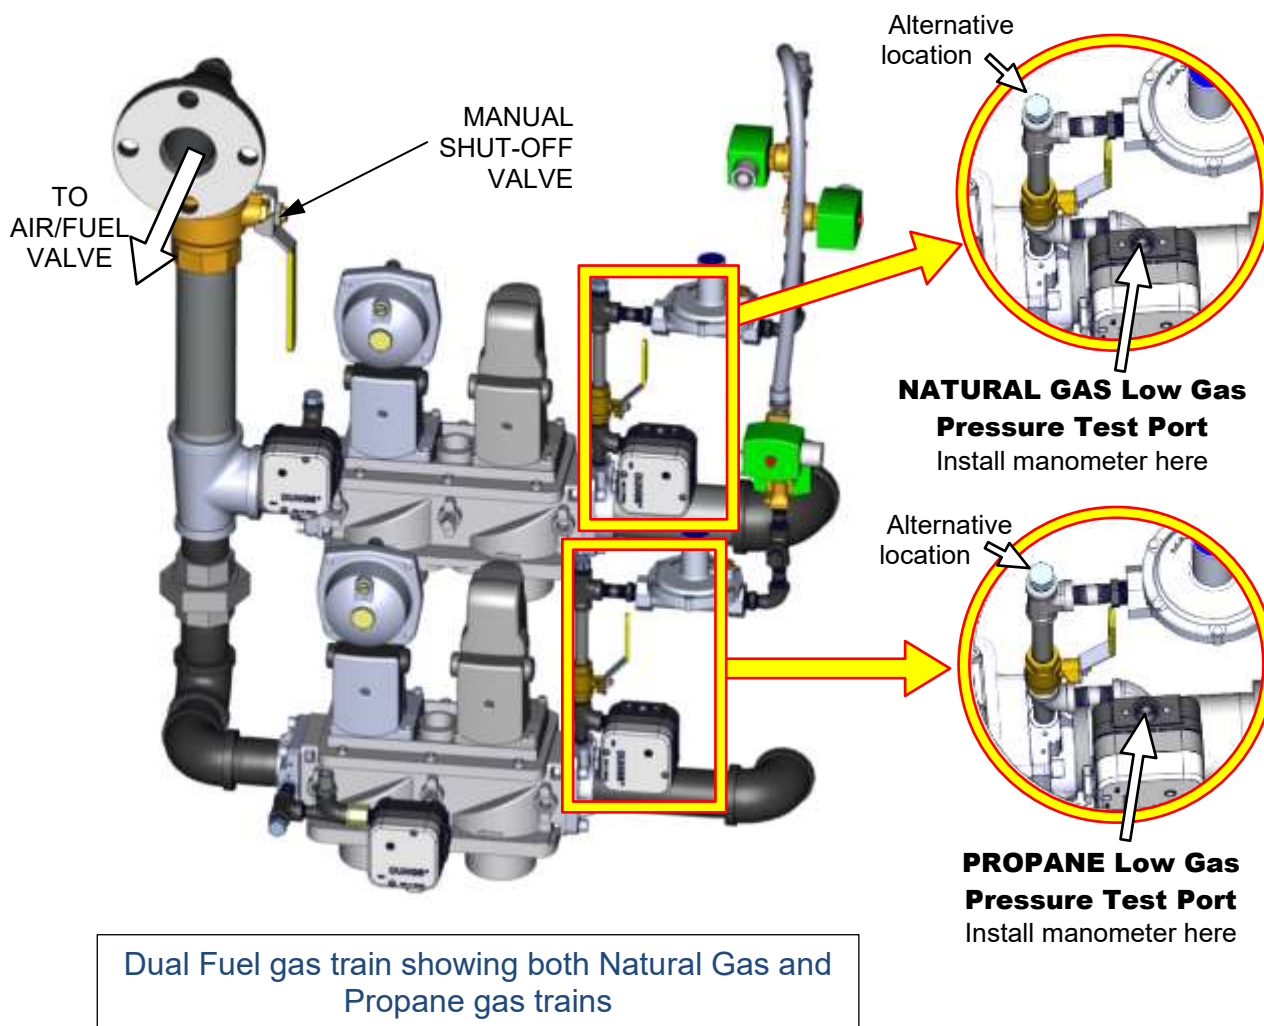 Alternative
location
MANUAL
SHUT-OFF
VALVE
TO
AIR/FUEL
VALVE
NATURAL GAS Low Gas
Pressure Test Port
Install manometer here
Alternative
location
PROPANE Low Gas
Pressure Test Port
Install manometer here
Dual Fuel gas train showing both Natural Gas and
Propane gas trains